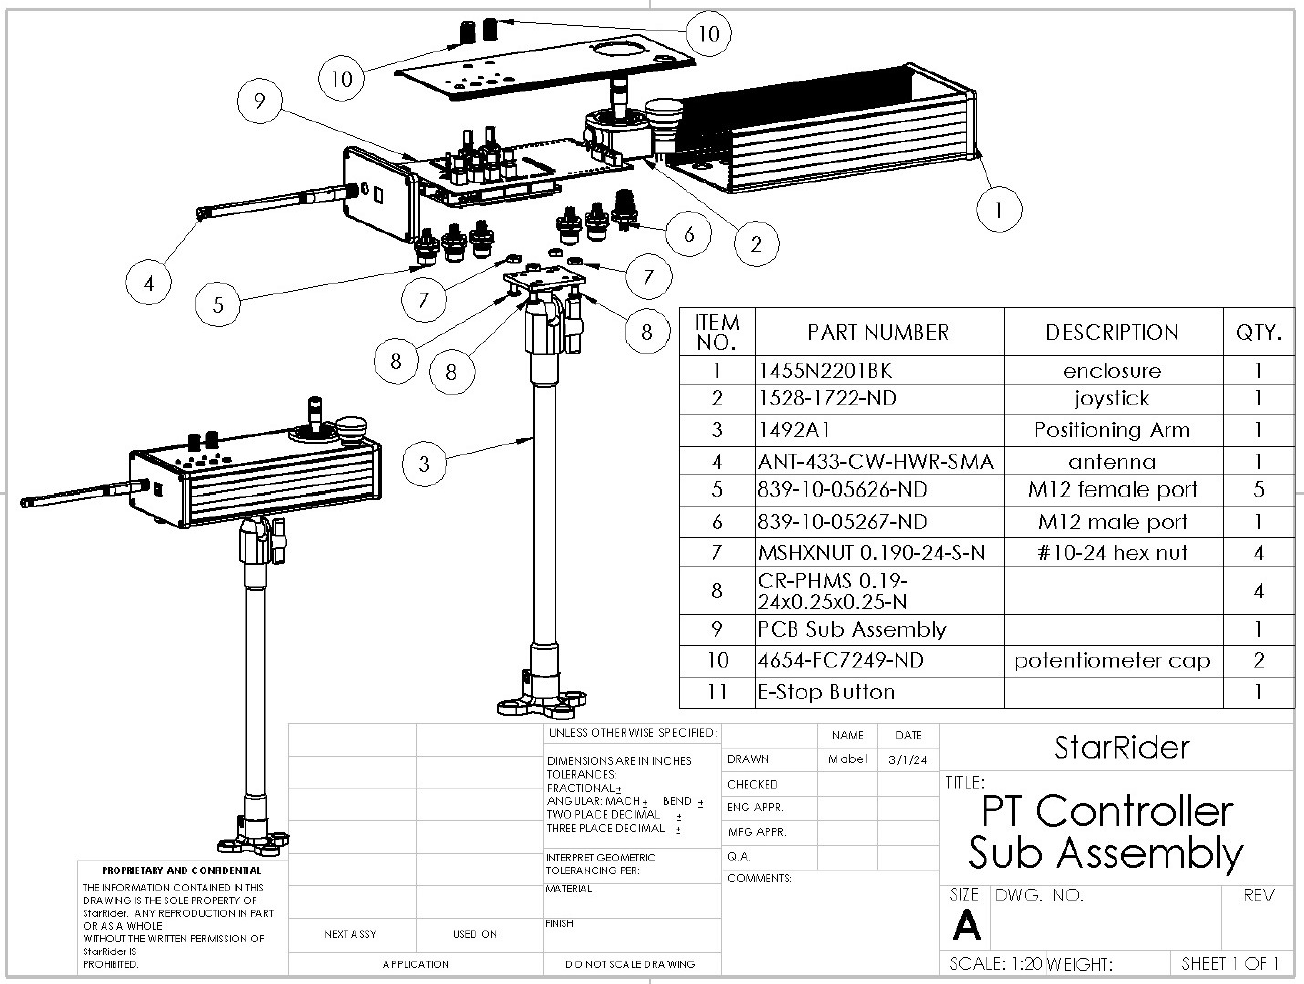 10
10
9
1
6
2
4
5
7
7
8
8
8
3
ITEM NO. PART NUMBER DESCRIPTION QTY.
1 1455N2201BK enclosure 1
2 1528-1722-ND joystick 1
3 1492A1 Positioning Arm 1
4 ANT-433-CW-HWR-SMA antenna 1
5 839-10-05626-ND M12 female port 5
6 839-10-05267-ND M12 male port 1
7 MSHXNUT 0.190-24-S-N #10-24 hex nut 4
8 CR-PHMS 0.19-24x0.25x0.25-N 4
9 PCB Sub Assembly 1
10 4654-FC7249-ND potentiometer cap 2
11 E-Stop Button 1
PROPRIETARY AND CONFIDENTIAL
THE INFORMATION CONTAINED IN THIS
DRAWING IS THE SOLE PROPERTY OF
StarRider. ANY REPRODUCTION IN PART
OR AS A WHOLE
WITHOUT THE WRITTEN PERMISSION OF
StarRider IS
PROHIBITED.
NEXT ASSY USED ON
APPLICATION
UNLESS OTHERWISE SPECIFIED:
DIMENSIONS ARE IN INCHES
TOLERANCES:
FRACTIONAL ±
ANGULAR: MACH ± BEND ±
TWO PLACE DECIMAL ±
THREE PLACE DECIMAL ±
INTERPRET GEOMETRIC
TOLERANCING PER:
MATERIAL
FINISH
DO NOT SCALE DRAWING
NAME DATE
DRAWN Mabel 3/1/24
CHECKED
ENG APPR.
MFG APPR.
Q.A.
COMMENTS:
StarRider
TITLE:
PT Controller
Sub Assembly
SIZE DWG. NO. REV
A
SCALE: 1:20 WEIGHT: SHEET 1 OF 1